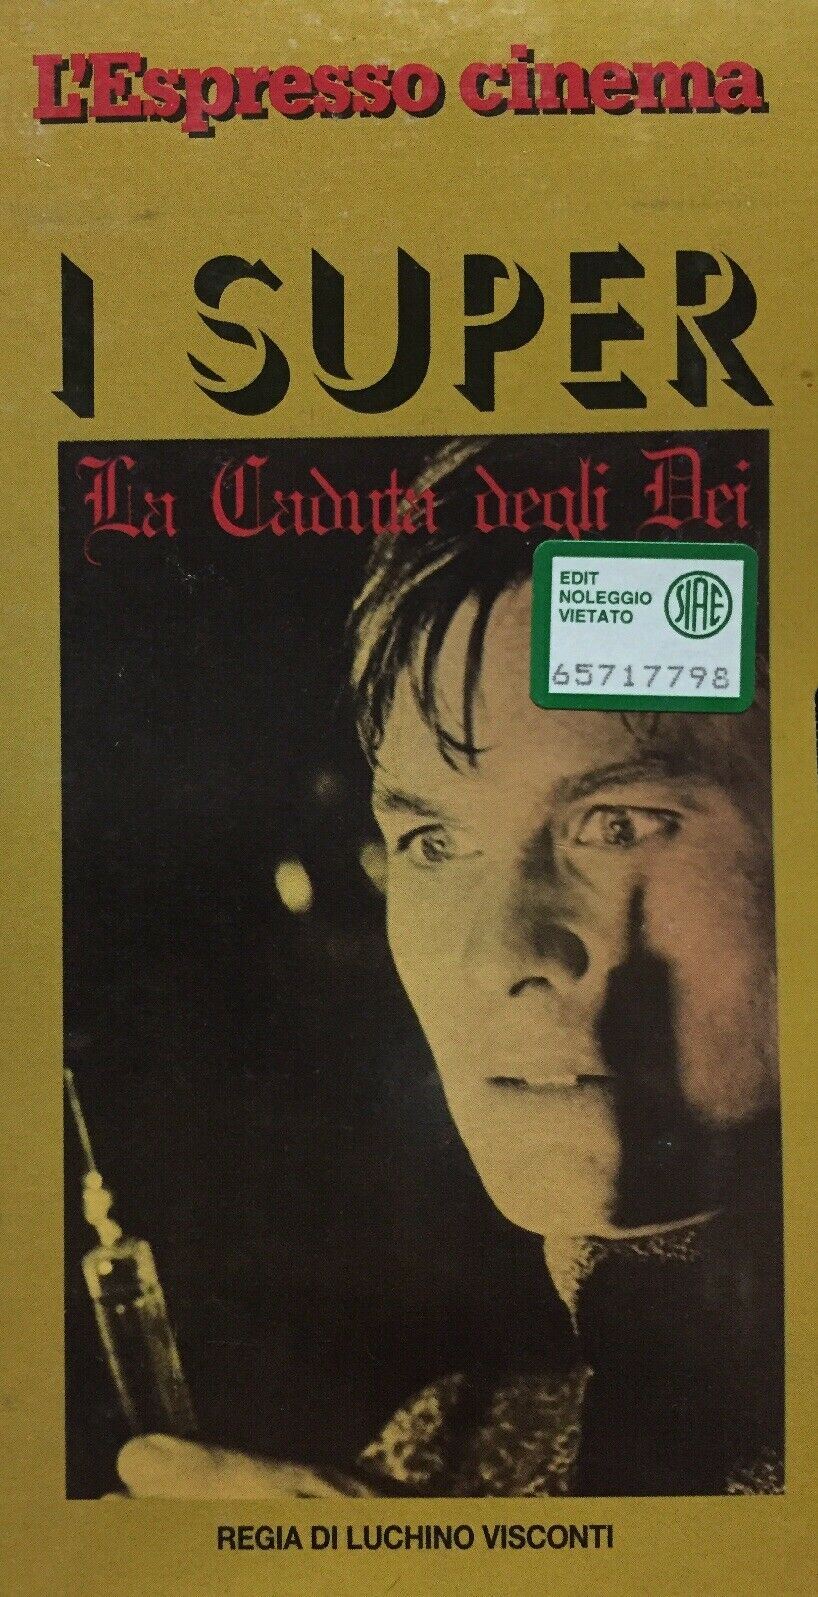 L'Espresso cinema
I SUPER
La Caduta degli Dei
EDIT
NOLEGGIO
VIETATO
SIAE
65717798
REGIA DI LUCHINO VISCONTI